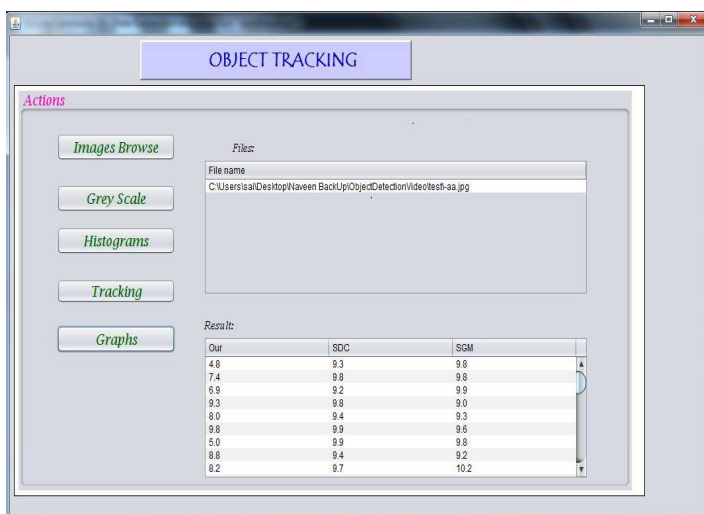 OBJECT TRACKING
Actions
Images Browse
Grey Scale
Histograms
Tracking
Graphs
Files:
File name
C:\Users\sai\Desktop\Naveen BackUp\ObjectDetectionVideo\test\-aa.jpg
Result:
Our SDC SGM
4.8 9.3 9.8
7.4 9.8 9.8
6.9 9.2 9.9
9.3 9.8 9.0
8.0 9.4 9.3
9.8 9.9 9.6
5.0 9.9 9.8
8.8 9.4 9.2
8.2 9.7 10.2